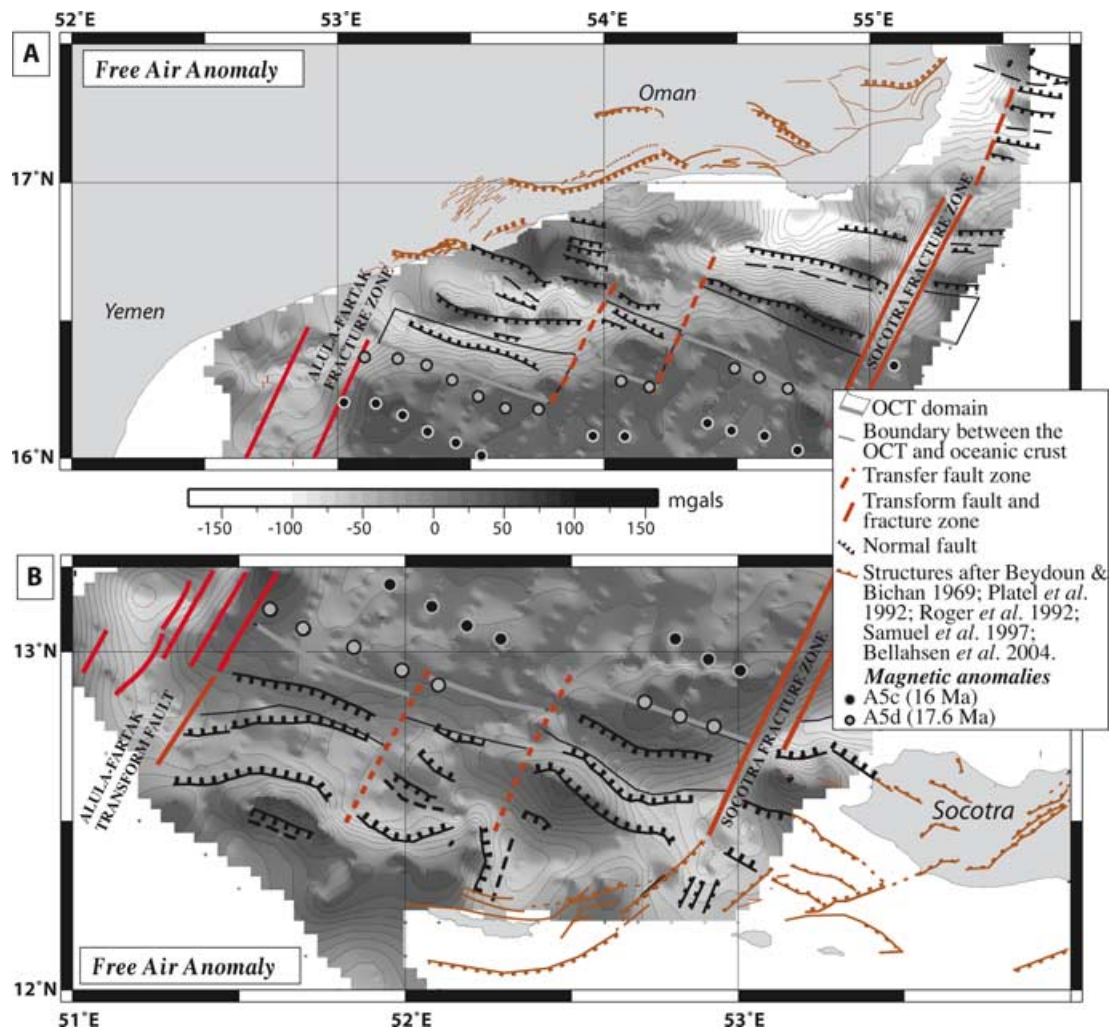 52˚E
53˚E
54˚E
55˚E
A
Free Air Anomaly
Oman
17˚N
Yemen
ALULA-FARTAK
FRACTURE ZONE
SOCOTRA FRACTURE ZONE
16˚N
-150
-100
-50
0
50
100
150
mgals
OCT domain
Boundary between the
OCT and oceanic crust
Transfer fault zone
Transform fault and
fracture zone
Normal fault
Structures after Beydoun &
Bichan 1969; Platel et al.
1992; Roger et al. 1992;
Samuel et al. 1997;
Bellahsen et al. 2004.
Magnetic anomalies
A5c (16 Ma)
A5d (17.6 Ma)
B
13˚N
ALULA-FARTAK
TRANSFORM FAULT
SOCOTRA FRACTURE ZONE
Socotra
Free Air Anomaly
12˚N
51˚E
52˚E
53˚E